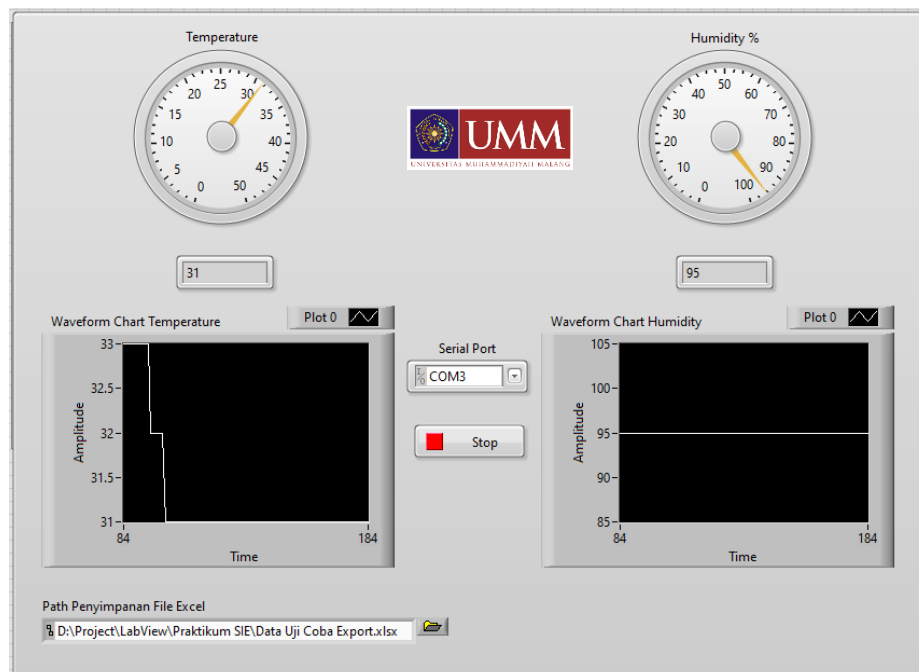 Temperature
0
5
10
15
20
25
30
35
40
45
50
31
UMM
UNIVERSITAS MUHAMMADIYAH MALANG
Humidity %
0
10
20
30
40
50
60
70
80
90
100
95
Waveform Chart Temperature
Plot 0
Amplitude
33
32.5
32
31.5
31
84
184
Time
Serial Port
I/O COM3
Stop
Waveform Chart Humidity
Plot 0
Amplitude
105
100
95
90
85
84
184
Time
Path Penyimpanan File Excel
D:\Project\LabView\Praktikum SIE\Data Uji Coba Export.xlsx